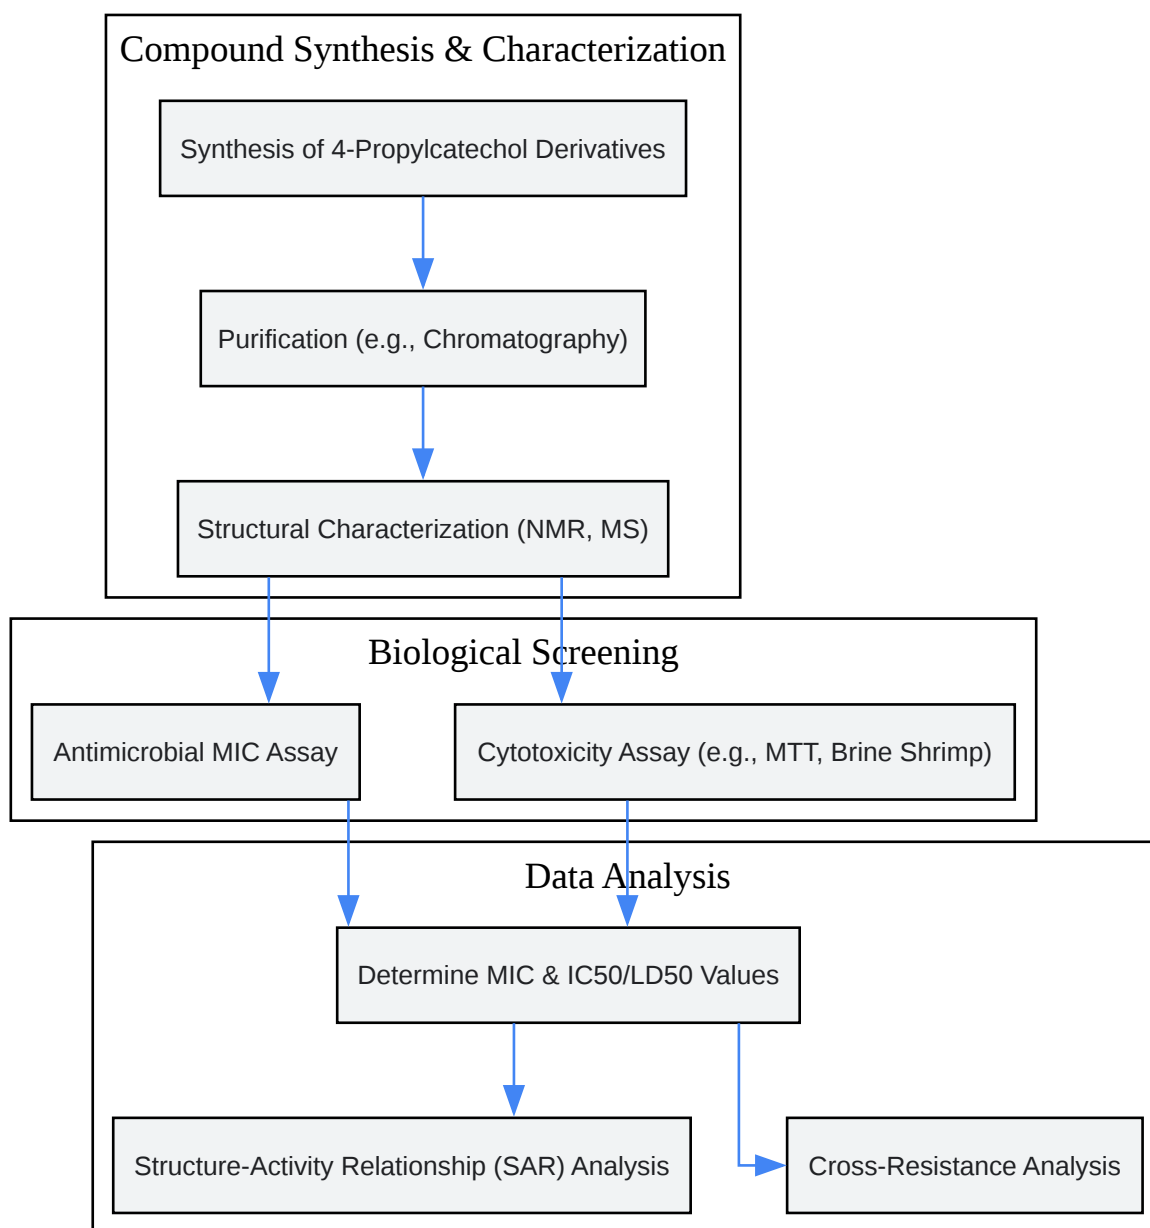 Compound Synthesis & Characterization
Synthesis of 4-Propylcatechol Derivatives
Purification (e.g., Chromatography)
Structural Characterization (NMR, MS)
Biological Screening
Antimicrobial MIC Assay
Cytotoxicity Assay (e.g., MTT, Brine Shrimp)
Data Analysis
Determine MIC & IC50/LD50 Values
Structure-Activity Relationship (SAR) Analysis
Cross-Resistance Analysis